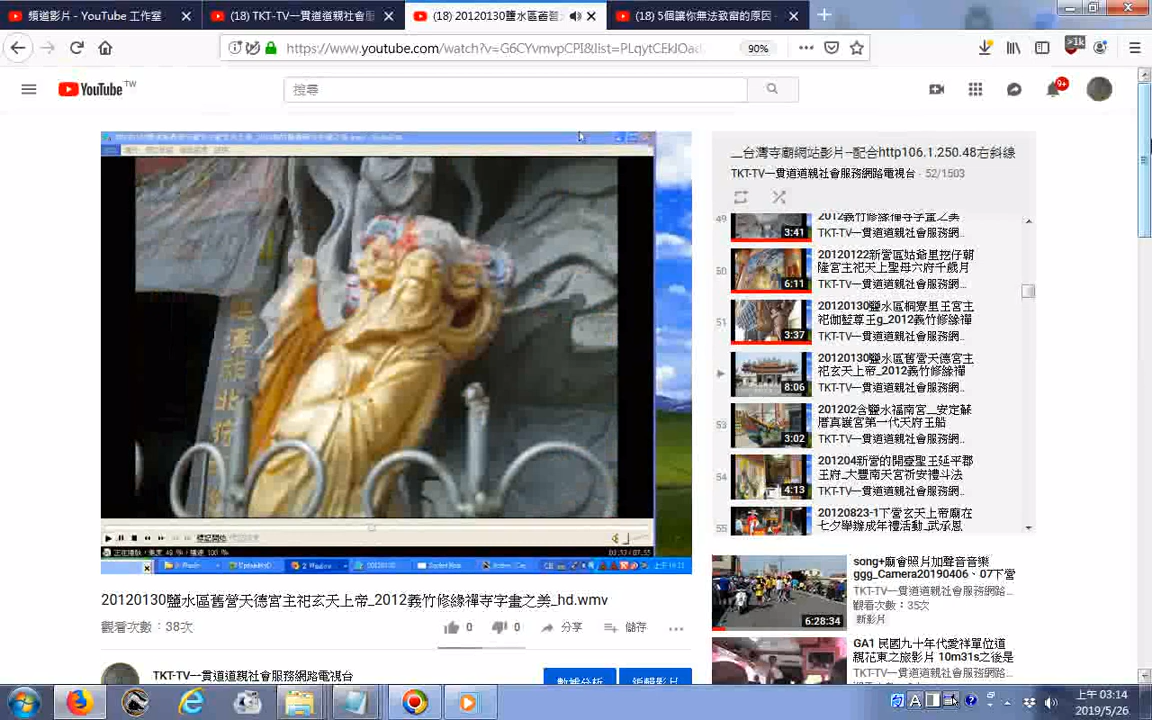 頻道影片 - YouTube 工作室
(18) TKT-TV一貫道道親社會
(18) 20120130鹽水區舊營
(18) 5個讓你無法致富的原因
https://www.youtube.com/watch?v=G6CYvmvpCPI&list=PLqytCEkIOad
90%
>1k
YouTube TW
搜尋
9+
二台灣寺廟網站影片--配合http106.1.250.48右斜線
TKT-TV一貫道道親社會服務網路電視台 - 52/1503
49
2012義竹修緣禪寺字畫之美
TKT-TV一貫道道親社會服務網...
3:41
50
20120122新營區姑爺里挖仔朝
隆宮主祀天上聖母六府千歲月
TKT-TV一貫道道親社會服務網...
6:11
51
20120130鹽水區桐寮里王宮主
祀伽藍尊王g_2012義竹修緣禪
TKT-TV一貫道道親社會服務網...
3:37
20120130鹽水區舊營天德宮主
祀玄天上帝_2012義竹修緣禪
TKT-TV一貫道道親社會服務網...
8:06
53
201202含鹽水福南宮__安定蘇
厝真護宮第一代天府王船
TKT-TV一貫道道親社會服務網...
3:02
54
201204新營的開臺聖王延平郡
王府_大豐南天宮祈安禮斗法
TKT-TV一貫道道親社會服務網...
4:13
55
20120823-1下營玄天上帝廟在
七夕舉辦成年禮活動_武承恩
song+廟會照片加聲音音樂
ggg_Camera20190406、07下營
TKT-TV一貫道道親社會服務網...
觀看次數：35次
新影片
6:28:34
GA1 民國九十年代愛祥單位道
親花東之旅影片 10m31s之後是
TKT-TV一貫道道親社會服務網...
標記開始
03:53 / 07:55
20120130鹽水區舊營天德宮主祀玄天上帝_2012義竹修緣禪寺字畫之美_hd.wmv
觀看次數：38次
0
0
分享
儲存
TKT-TV一貫道道親社會服務網路電視台
數據分析
編輯影片
上午 03:14
2019/5/26